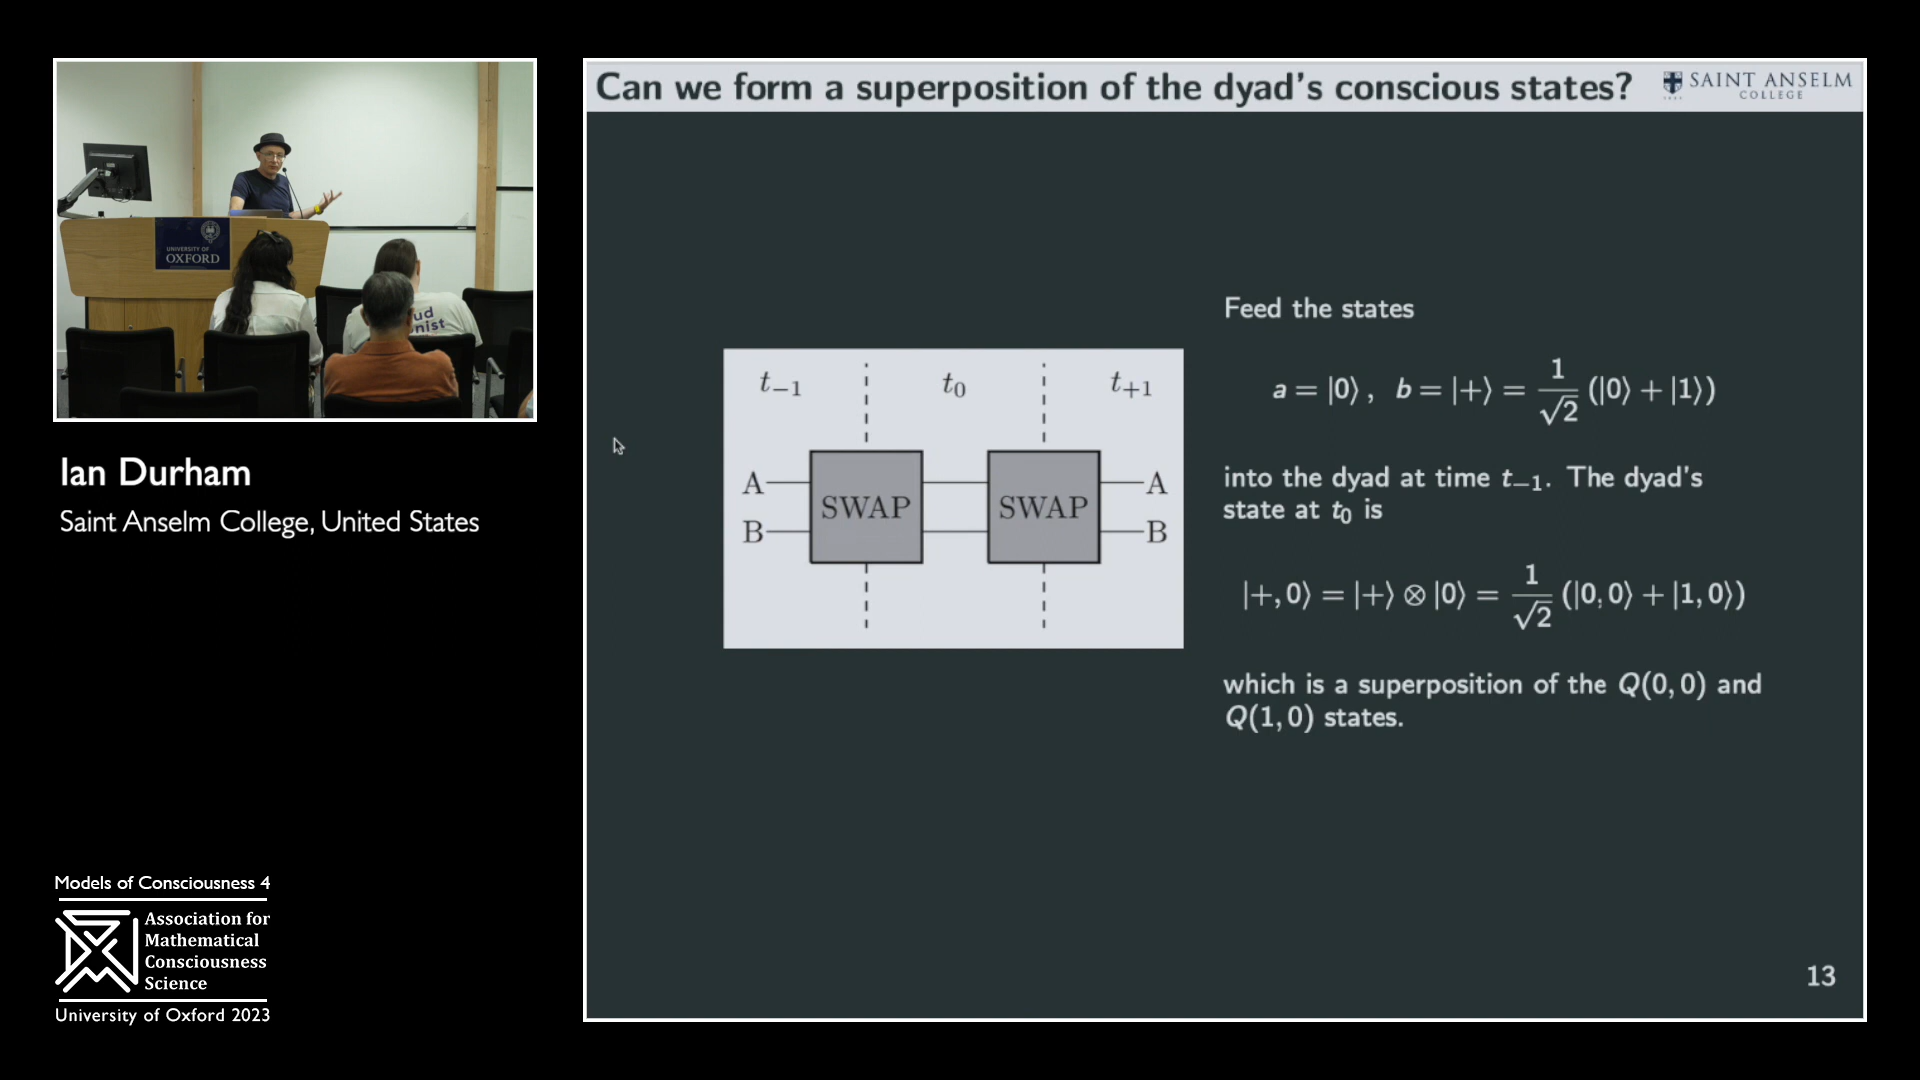 Can we form a superposition of the dyad's conscious states?
SAINT ANSELM
COLLEGE
UNIVERSITY OF
OXFORD
ud
nist
Ian Durham
Saint Anselm College, United States
t₋₁ t₀ t₊₁
A SWAP SWAP A
B B
Feed the states
a = |0⟩, b = |+⟩ = 1/√2 (|0⟩ + |1⟩)
into the dyad at time t₋₁. The dyad's
state at t₀ is
|+,0⟩ = |+⟩ ⊗ |0⟩ = 1/√2 (|0,0⟩ + |1,0⟩)
which is a superposition of the Q(0,0) and
Q(1,0) states.
13
Models of Consciousness 4
Association for
Mathematical
Consciousness
Science
University of Oxford 2023